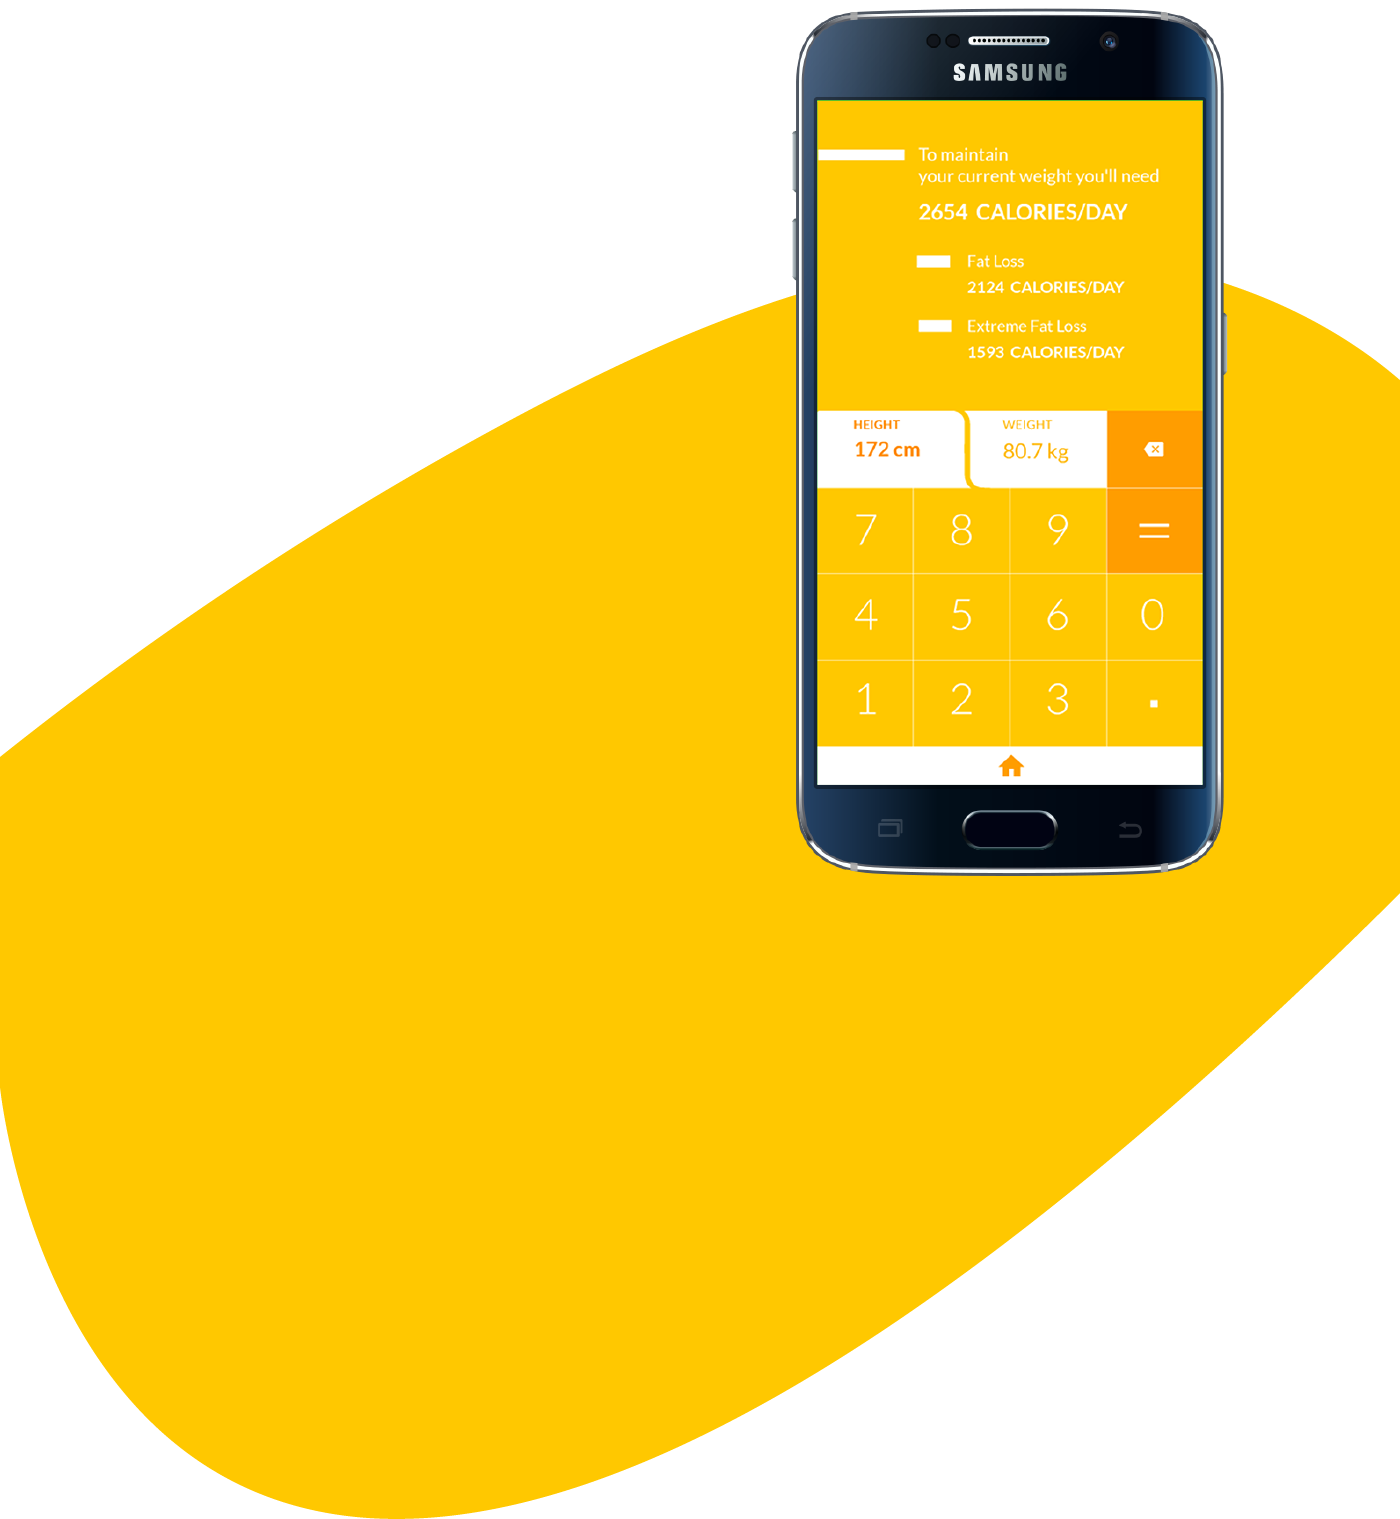 SAMSUNG
To maintain
your current weight you'll need
2654 CALORIES/DAY
Fat Loss
2124 CALORIES/DAY
Extreme Fat Loss
1593 CALORIES/DAY
HEIGHT WEIGHT
172 cm 80.7 kg
7 8 9 =
4 5 6 0
1 2 3 .